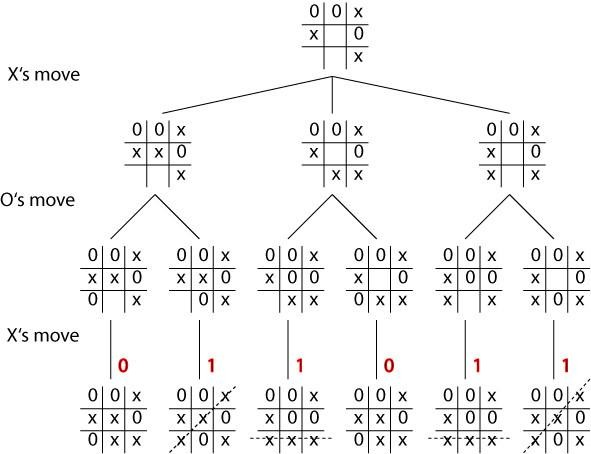 0 0 x
x 0
x
X‘s move
0 0 x 0 0 x 0 0 x
x x 0 x 0 x 0
x x x x x
O‘s move
0 0 x 0 0 x 0 0 x 0 0 x 0 0 x 0 0 x
x x 0 x x 0 x 0 0 x 0 x 0 0 x 0
0 x 0 x x x 0 x x x x x 0 x
X‘s move
0 1 1 0 1 1
0 0 x 0 0 x 0 0 x 0 0 x 0 0 x 0 0 x
x x 0 x x 0 x 0 0 x x 0 x 0 0 x x 0
0 x x x 0 x x x x 0 x x x x x x 0 x